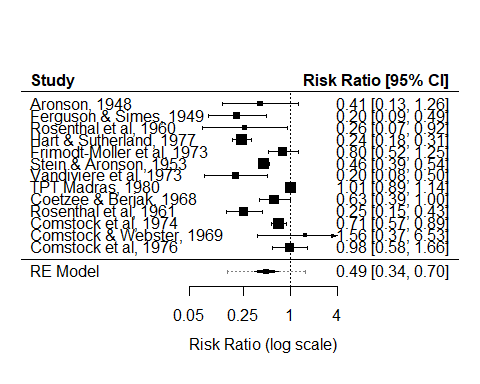 Study Risk Ratio [95% CI]
Aronson, 1948 0.41 [0.13, 1.26]
Ferguson & Simes, 1949 0.20 [0.09, 0.49]
Rosenthal et al, 1960 0.26 [0.07, 0.92]
Hart & Sutherland, 1977 0.24 [0.18, 0.31]
Frimodt-Moller et al, 1973 0.80 [0.52, 1.25]
Stein & Aronson, 1953 0.46 [0.39, 0.54]
Vandiviere et al, 1973 0.20 [0.08, 0.50]
TPT Madras, 1980 1.01 [0.89, 1.14]
Coetzee & Berjak, 1968 0.63 [0.39, 1.00]
Rosenthal et al, 1961 0.25 [0.15, 0.43]
Comstock et al, 1974 0.71 [0.57, 0.89]
Comstock & Webster, 1969 1.56 [0.37, 6.53]
Comstock et al, 1976 0.98 [0.58, 1.66]
RE Model 0.49 [0.34, 0.70]
0.05 0.25 1 4
Risk Ratio (log scale)